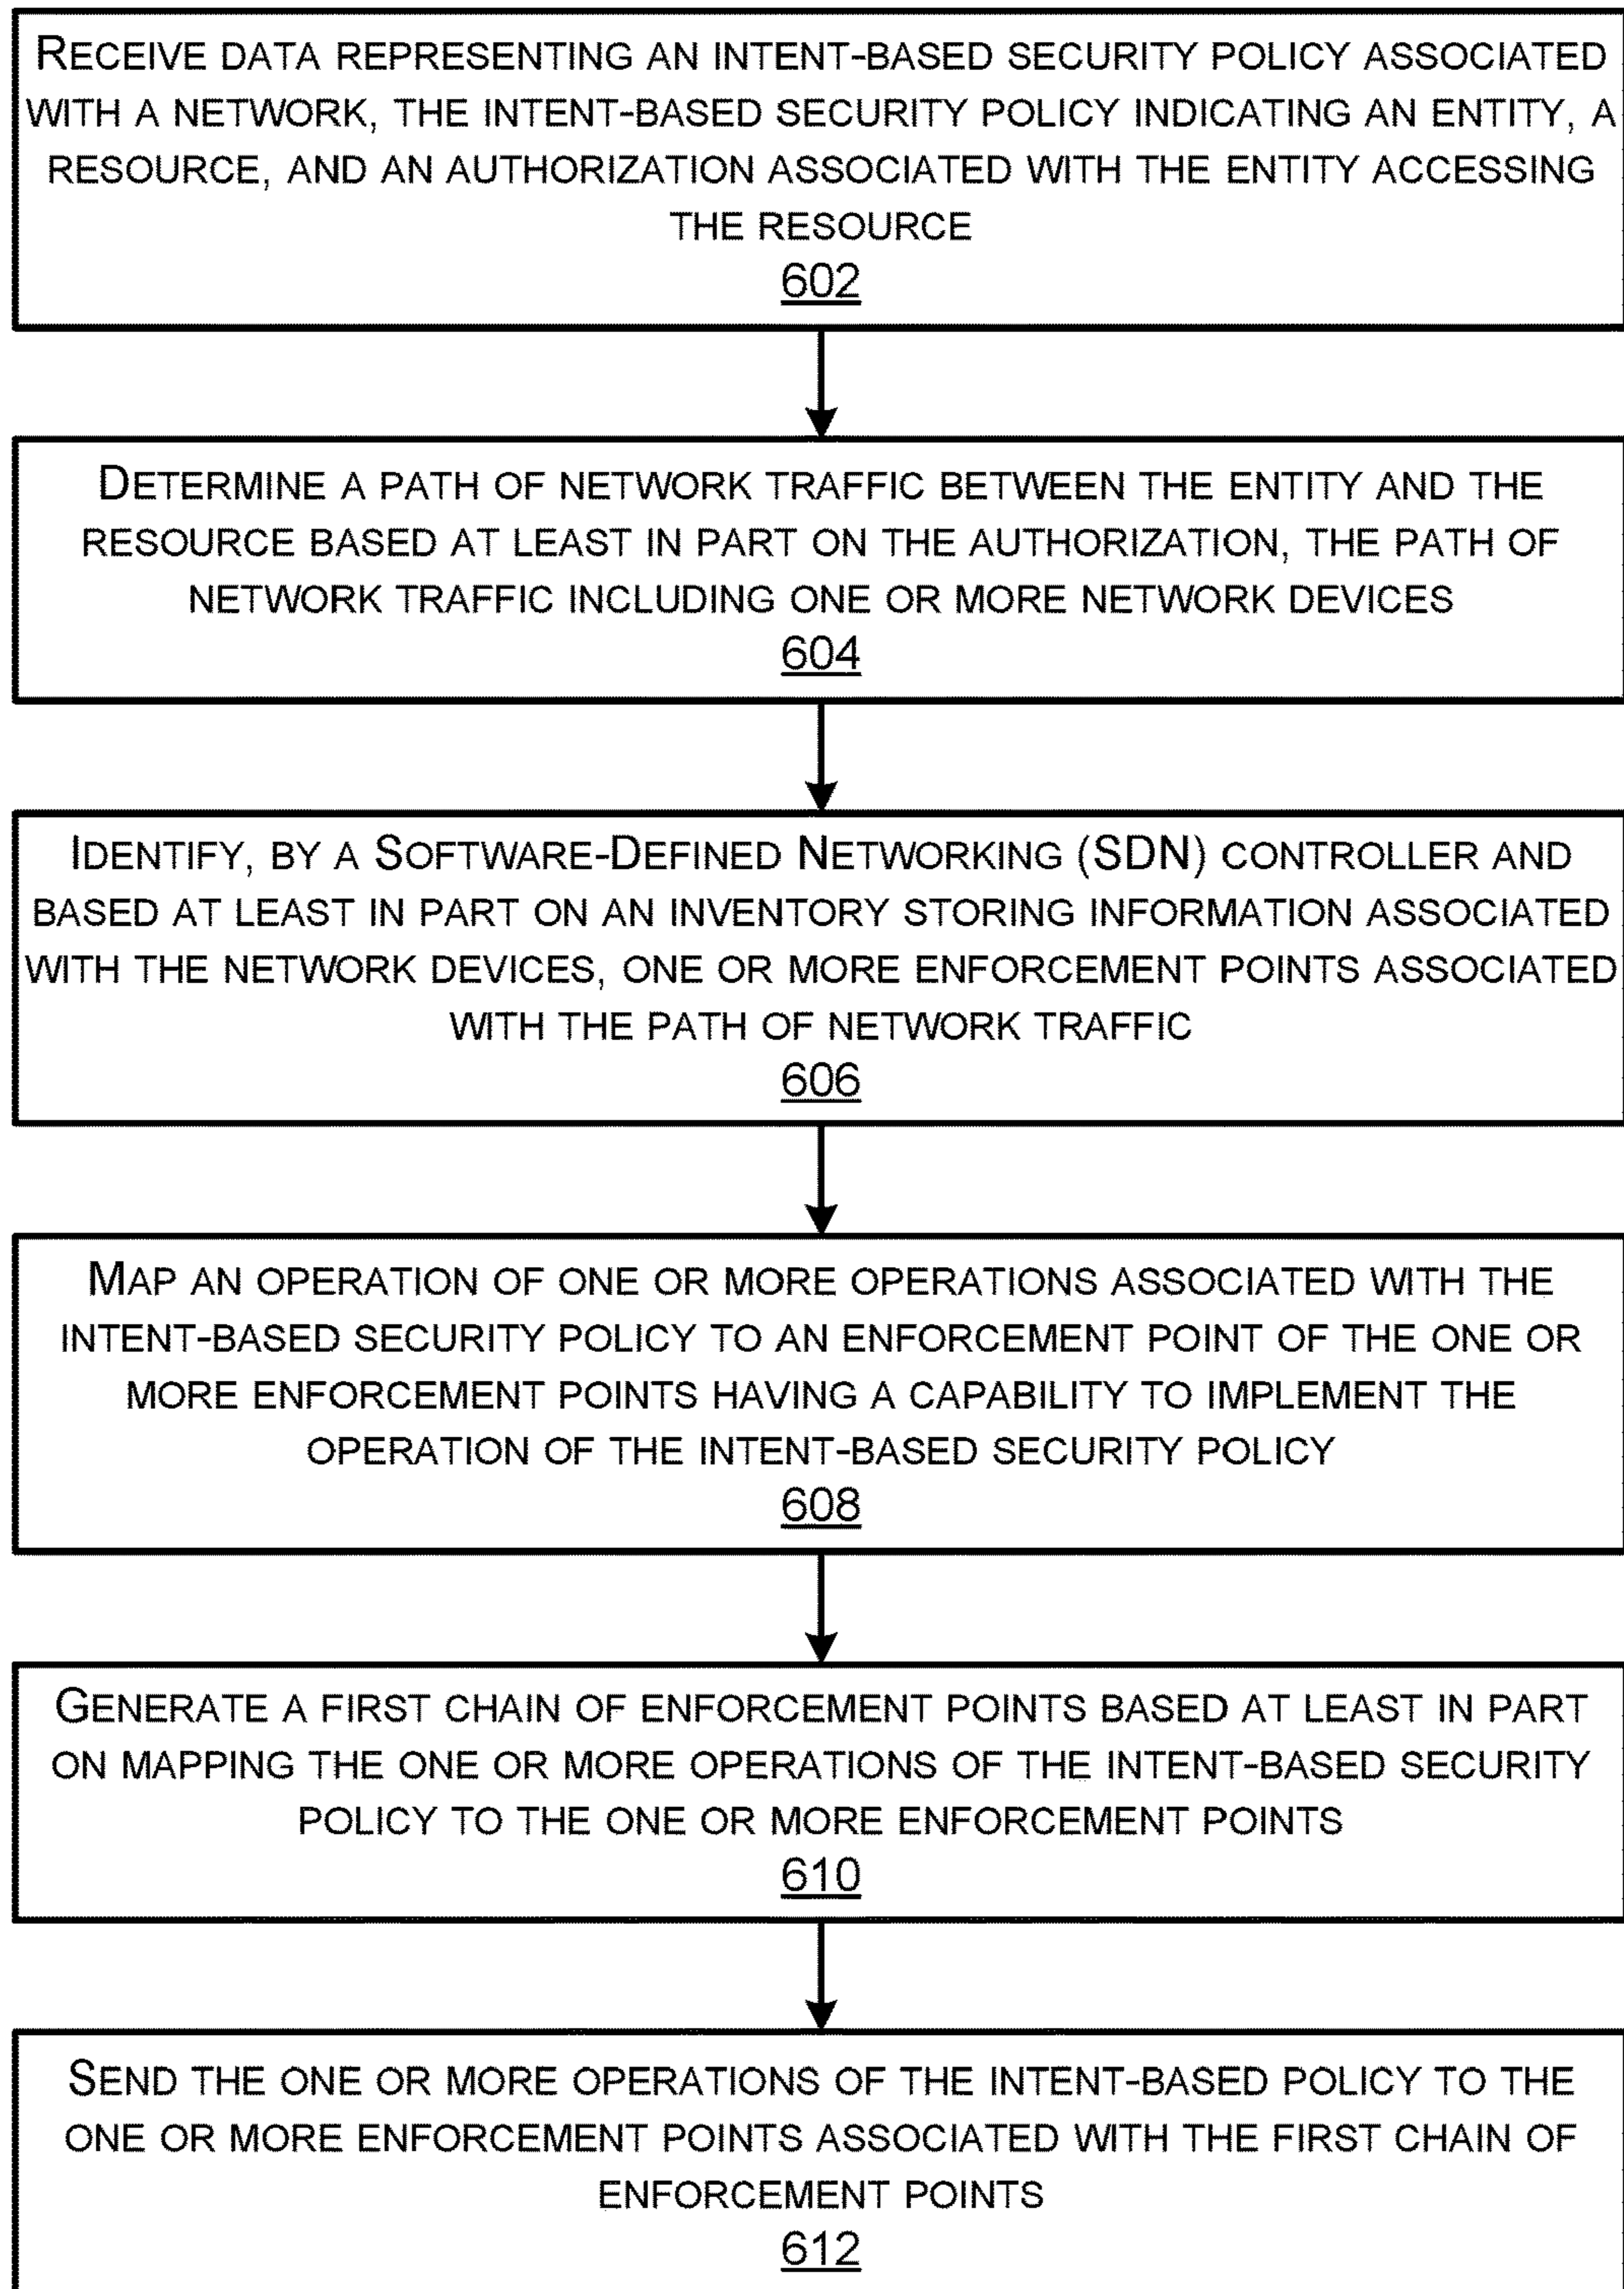 RECEIVE DATA REPRESENTING AN INTENT-BASED SECURITY POLICY ASSOCIATED
WITH A NETWORK, THE INTENT-BASED SECURITY POLICY INDICATING AN ENTITY, A
RESOURCE, AND AN AUTHORIZATION ASSOCIATED WITH THE ENTITY ACCESSING
THE RESOURCE
602
DETERMINE A PATH OF NETWORK TRAFFIC BETWEEN THE ENTITY AND THE
RESOURCE BASED AT LEAST IN PART ON THE AUTHORIZATION, THE PATH OF
NETWORK TRAFFIC INCLUDING ONE OR MORE NETWORK DEVICES
604
IDENTIFY, BY A SOFTWARE-DEFINED NETWORKING (SDN) CONTROLLER AND
BASED AT LEAST IN PART ON AN INVENTORY STORING INFORMATION ASSOCIATED
WITH THE NETWORK DEVICES, ONE OR MORE ENFORCEMENT POINTS ASSOCIATED
WITH THE PATH OF NETWORK TRAFFIC
606
MAP AN OPERATION OF ONE OR MORE OPERATIONS ASSOCIATED WITH THE
INTENT-BASED SECURITY POLICY TO AN ENFORCEMENT POINT OF THE ONE OR
MORE ENFORCEMENT POINTS HAVING A CAPABILITY TO IMPLEMENT THE
OPERATION OF THE INTENT-BASED SECURITY POLICY
608
GENERATE A FIRST CHAIN OF ENFORCEMENT POINTS BASED AT LEAST IN PART
ON MAPPING THE ONE OR MORE OPERATIONS OF THE INTENT-BASED SECURITY
POLICY TO THE ONE OR MORE ENFORCEMENT POINTS
610
SEND THE ONE OR MORE OPERATIONS OF THE INTENT-BASED POLICY TO THE
ONE OR MORE ENFORCEMENT POINTS ASSOCIATED WITH THE FIRST CHAIN OF
ENFORCEMENT POINTS
612